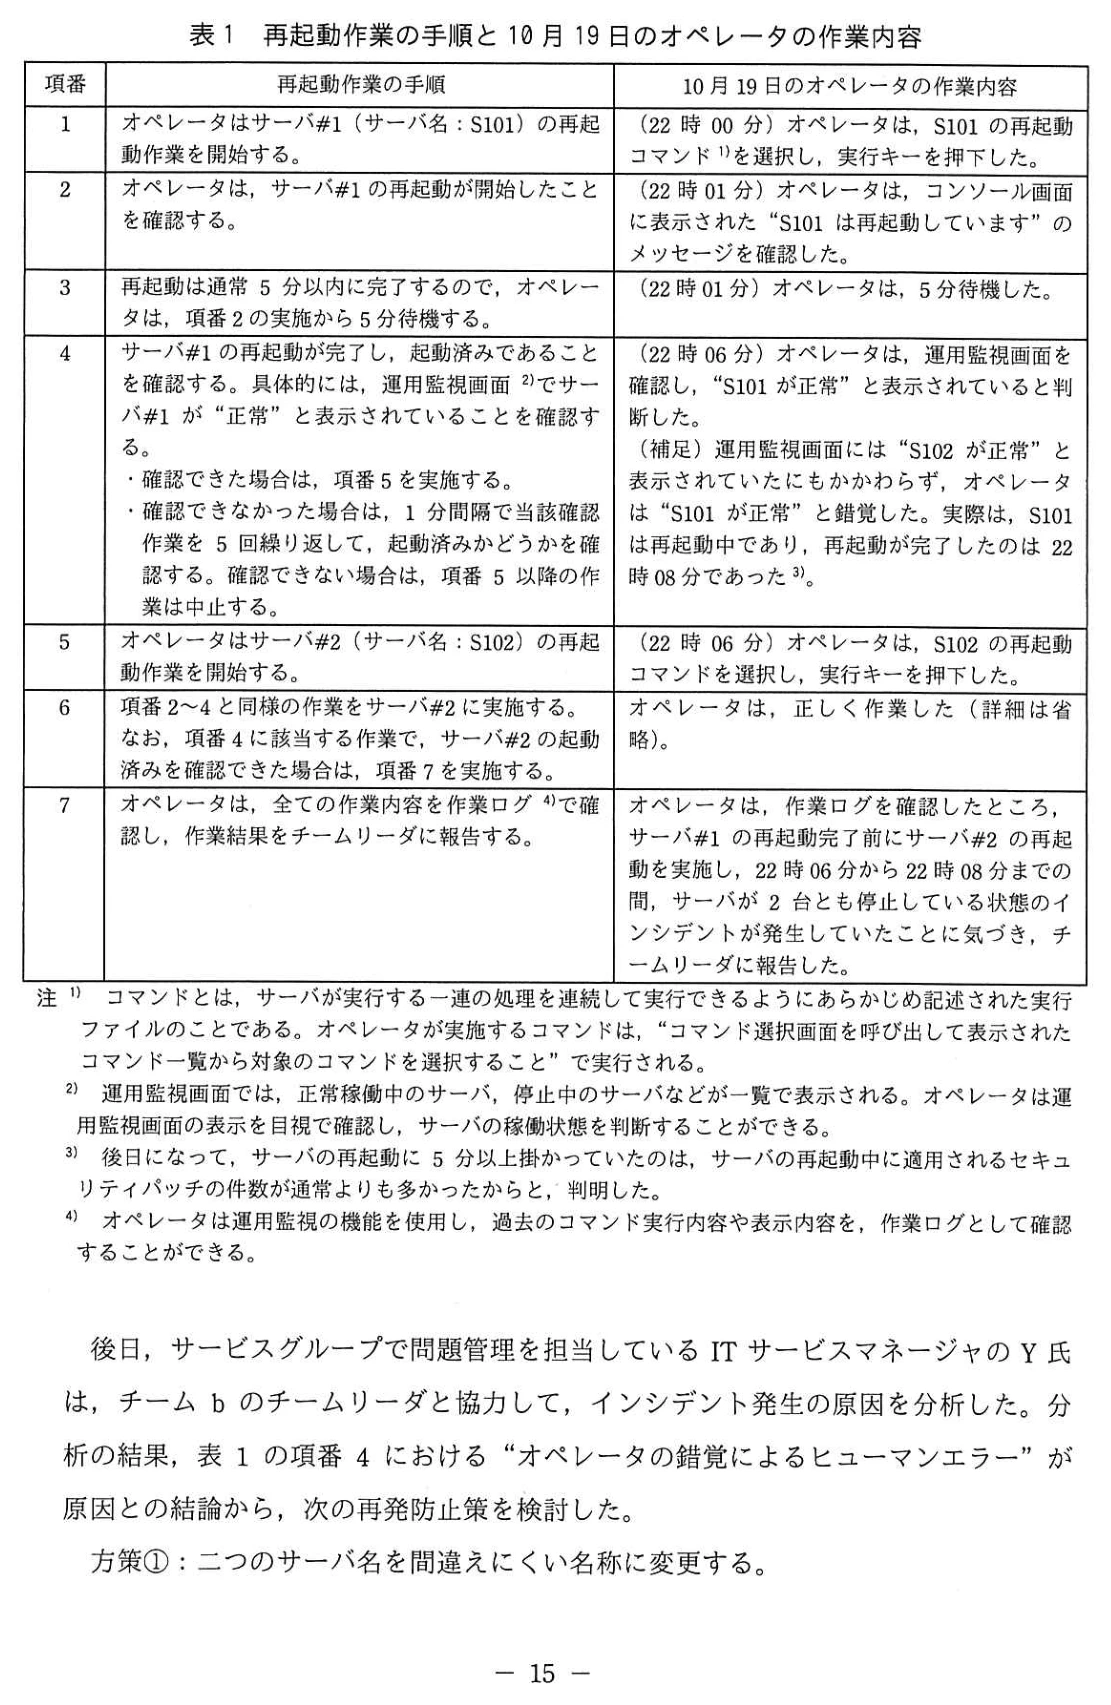 表1　再起動作業の手順と10月19日のオペレータの作業内容
項番
再起動作業の手順
10月19日のオペレータの作業内容
1
オペレータはサーバ#1（サーバ名：S101）の再起
動作業を開始する。
（22時00分）オペレータは，S101の再起動
コマンド1)を選択し，実行キーを押下した。
2
オペレータは，サーバ#1の再起動が開始したこと
を確認する。
（22時01分）オペレータは，コンソール画面
に表示された“S101は再起動しています”の
メッセージを確認した。
3
再起動は通常5分以内に完了するので，オペレー
タは，項番2の実施から5分待機する。
（22時01分）オペレータは，5分待機した。
4
サーバ#1の再起動が完了し，起動済みであること
を確認する。具体的には，運用監視画面2)でサー
バ#1が“正常”と表示されていることを確認す
る。
・確認できた場合は，項番5を実施する。
・確認できなかった場合は，1分間隔で当該確認
作業を5回繰り返して，起動済みかどうかを確
認する。確認できない場合は，項番5以降の作
業は中止する。
（22時06分）オペレータは，運用監視画面を
確認し，“S101が正常”と表示されていると判
断した。
（補足）運用監視画面には“S102が正常”と
表示されていたにもかかわらず，オペレータ
は“S101が正常”と錯覚した。実際は，S101
は再起動中であり，再起動が完了したのは22
時08分であった3)。
5
オペレータはサーバ#2（サーバ名：S102）の再起
動作業を開始する。
（22時06分）オペレータは，S102の再起動
コマンドを選択し，実行キーを押下した。
6
項番2～4と同様の作業をサーバ#2に実施する。
なお，項番4に該当する作業で，サーバ#2の起動
済みを確認できた場合は，項番7を実施する。
オペレータは，正しく作業した（詳細は省
略）。
7
オペレータは，全ての作業内容を作業ログ4)で確
認し，作業結果をチームリーダに報告する。
オペレータは，作業ログを確認したところ，
サーバ#1の再起動完了前にサーバ#2の再起
動を実施し，22時06分から22時08分までの
間，サーバが2台とも停止している状態のイ
ンシデントが発生していたことに気づき，チ
ームリーダに報告した。
注1)　コマンドとは，サーバが実行する一連の処理を連続して実行できるようにあらかじめ記述された実行
ファイルのことである。オペレータが実施するコマンドは，“コマンド選択画面を呼び出して表示された
コマンド一覧から対象のコマンドを選択すること”で実行される。
2)　運用監視画面では，正常稼働中のサーバ，停止中のサーバなどが一覧で表示される。オペレータは運
用監視画面の表示を目視で確認し，サーバの稼働状態を判断することができる。
3)　後日になって，サーバの再起動に5分以上掛かっていたのは，サーバの再起動中に適用されるセキュ
リティパッチの件数が通常よりも多かったからと，判明した。
4)　オペレータは運用監視の機能を使用し，過去のコマンド実行内容や表示内容を，作業ログとして確認
することができる。
後日，サービスグループで問題管理を担当しているITサービスマネージャのY氏
は，チームbのチームリーダと協力して，インシデント発生の原因を分析した。分
析の結果，表1の項番4における“オペレータの錯覚によるヒューマンエラー”が
原因との結論から，次の再発防止策を検討した。
方策①：二つのサーバ名を間違えにくい名称に変更する。
－ 15 －